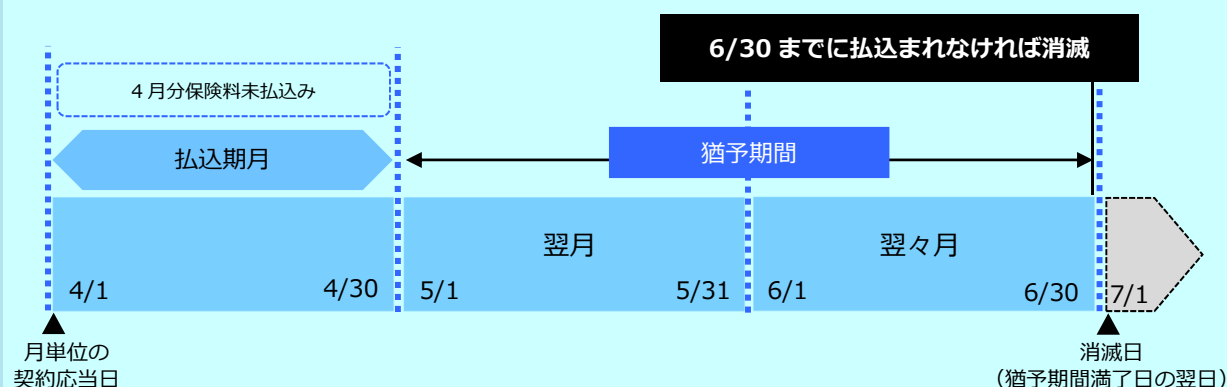 6/30 までに払込まれなければ消滅
4 月分保険料未払込み
払込期月
猶予期間
翌月
翌々月
4/1
4/30
5/1
5/31
6/1
6/30
7/1
月単位の
契約応当日
消滅日
（猶予期間満了日の翌日）